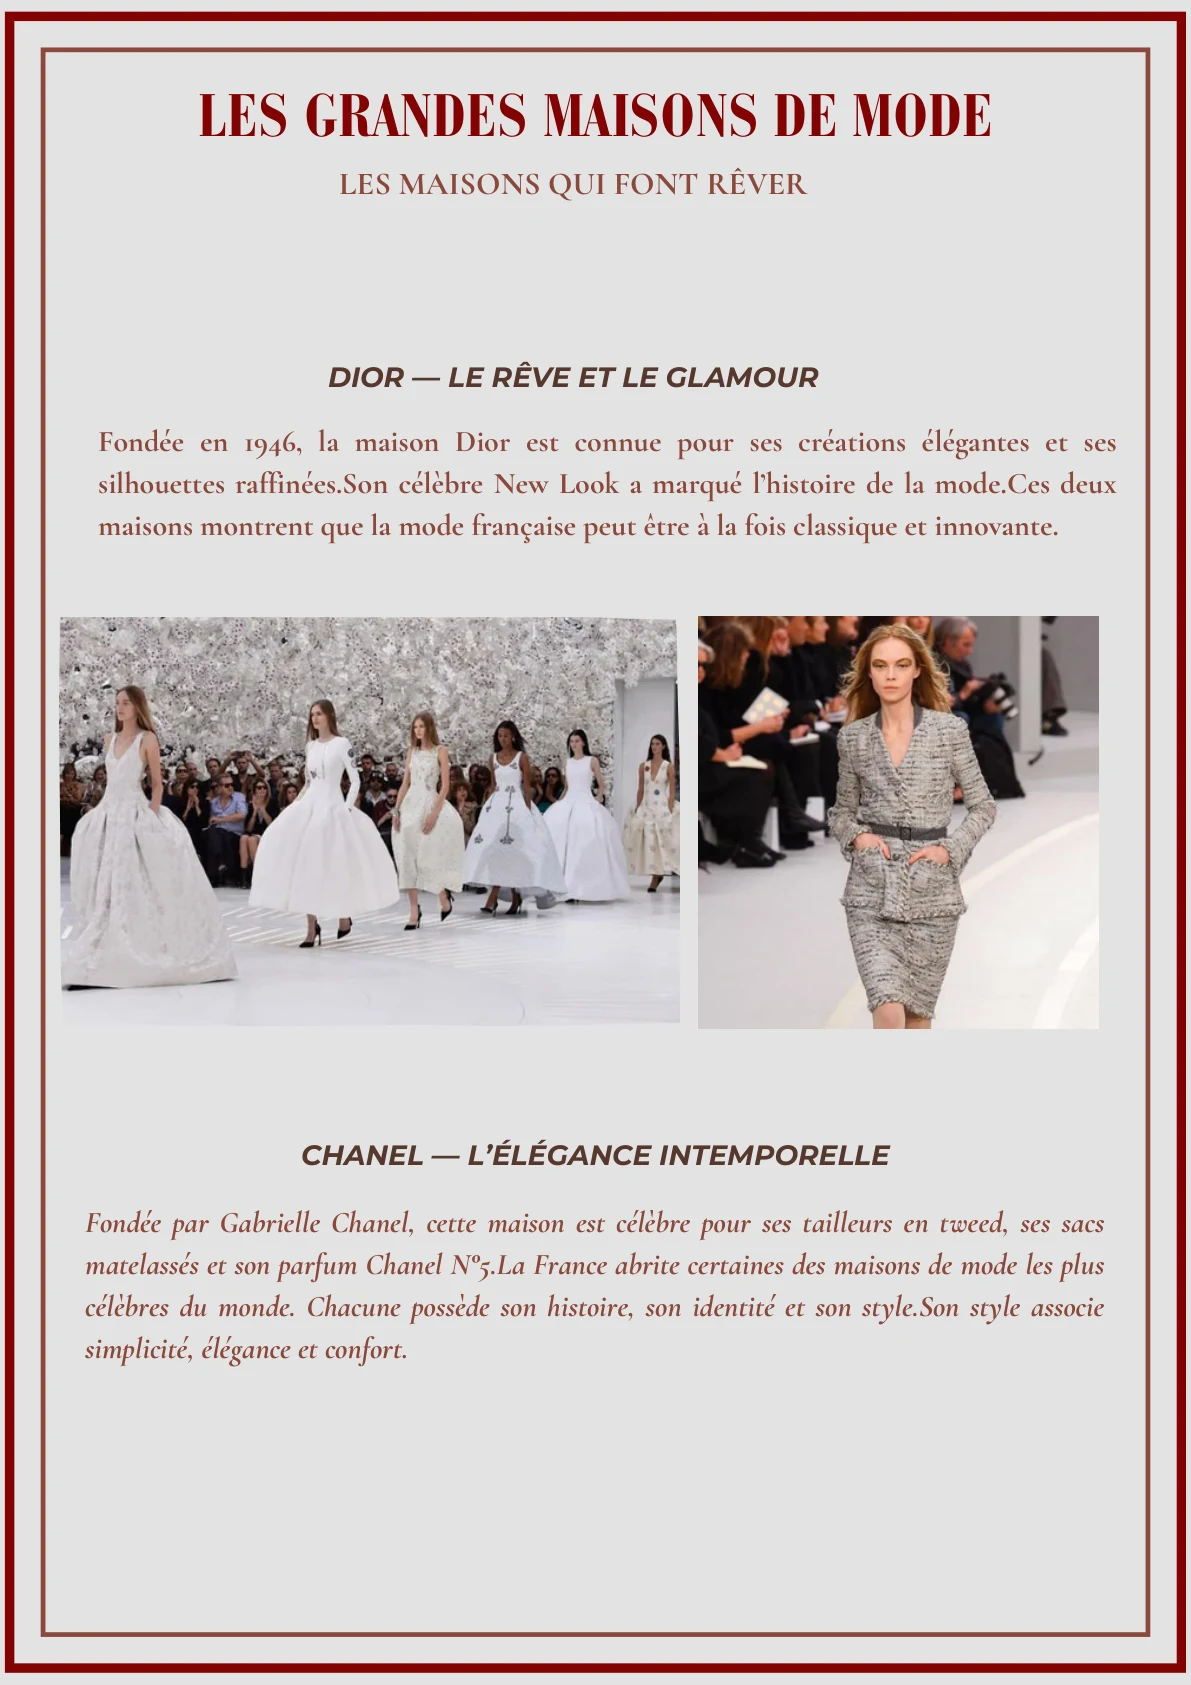 LES GRANDES MAISONS DE MODE
LES MAISONS QUI FONT RÊVER
DIOR — LE RÊVE ET LE GLAMOUR
Fondée en 1946, la maison Dior est connue pour ses créations élégantes et ses
silhouettes raffinées.Son célèbre New Look a marqué l’histoire de la mode.Ces deux
maisons montrent que la mode française peut être à la fois classique et innovante.
CHANEL — L’ÉLÉGANCE INTEMPORELLE
Fondée par Gabrielle Chanel, cette maison est célèbre pour ses tailleurs en tweed, ses sacs
matelassés et son parfum Chanel N°5.La France abrite certaines des maisons de mode les plus
célèbres du monde. Chacune possède son histoire, son identité et son style.Son style associe
simplicité, élégance et confort.